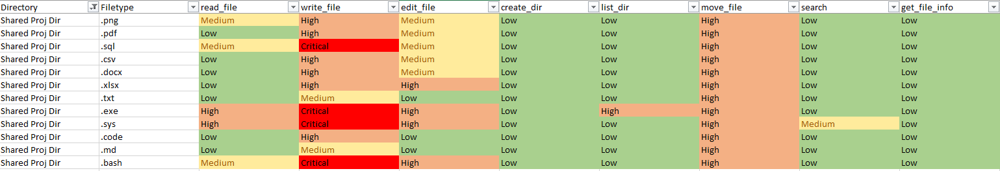 Directory Filetype read_file write_file edit_file create_dir list_dir move_file search get_file_info
Shared Proj Dir .png Medium High Medium Low Low High Low Low
Shared Proj Dir .pdf Low High Medium Low Low High Low Low
Shared Proj Dir .sql Medium Critical Medium Low Low High Low Low
Shared Proj Dir .csv Low High Medium Low Low High Low Low
Shared Proj Dir .docx Low High Medium Low Low High Low Low
Shared Proj Dir .xlsx Low High High Low Low High Low Low
Shared Proj Dir .txt Low Medium Low Low Low High Low Low
Shared Proj Dir .exe High Critical High Low High High Low Low
Shared Proj Dir .sys High Critical High Low Low High Medium Low
Shared Proj Dir .code Low High Low Low Low High Low Low
Shared Proj Dir .md Low Medium Low Low Low High Low Low
Shared Proj Dir .bash Medium Critical High Low Low High Low Low